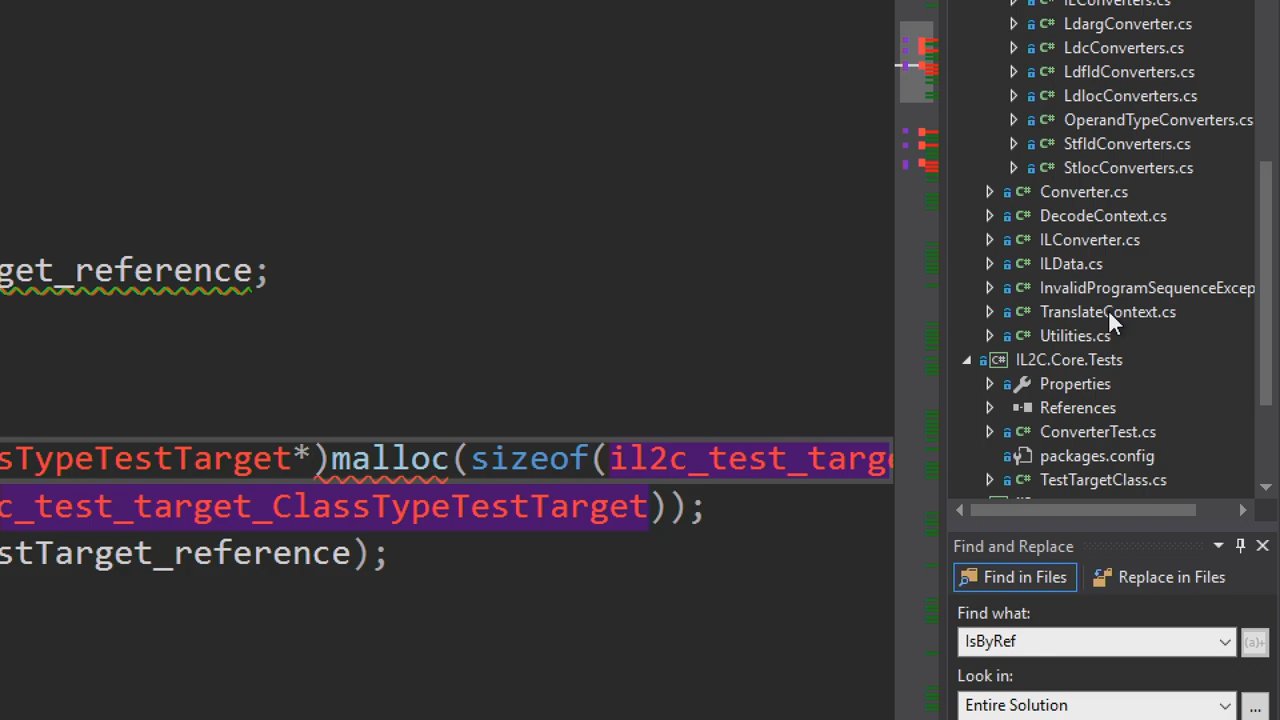 get_reference;
sTypeTestTarget*)malloc(sizeof(il2c_test_targe
c_test_target_ClassTypeTestTarget));
stTarget_reference);
ILConverters.cs
C# LdargConverter.cs
C# LdcConverters.cs
C# LdfldConverters.cs
C# LdlocConverters.cs
C# OperandTypeConverters.cs
C# StfldConverters.cs
C# StlocConverters.cs
C# Converter.cs
C# DecodeContext.cs
C# ILConverter.cs
C# ILData.cs
C# InvalidProgramSequenceExcep
C# TranslateContext.cs
C# Utilities.cs
C# IL2C.Core.Tests
Properties
References
C# ConverterTest.cs
packages.config
C# TestTargetClass.cs
Find and Replace
Find in Files
Replace in Files
Find what:
IsByRef
(a)+
Look in:
Entire Solution
...